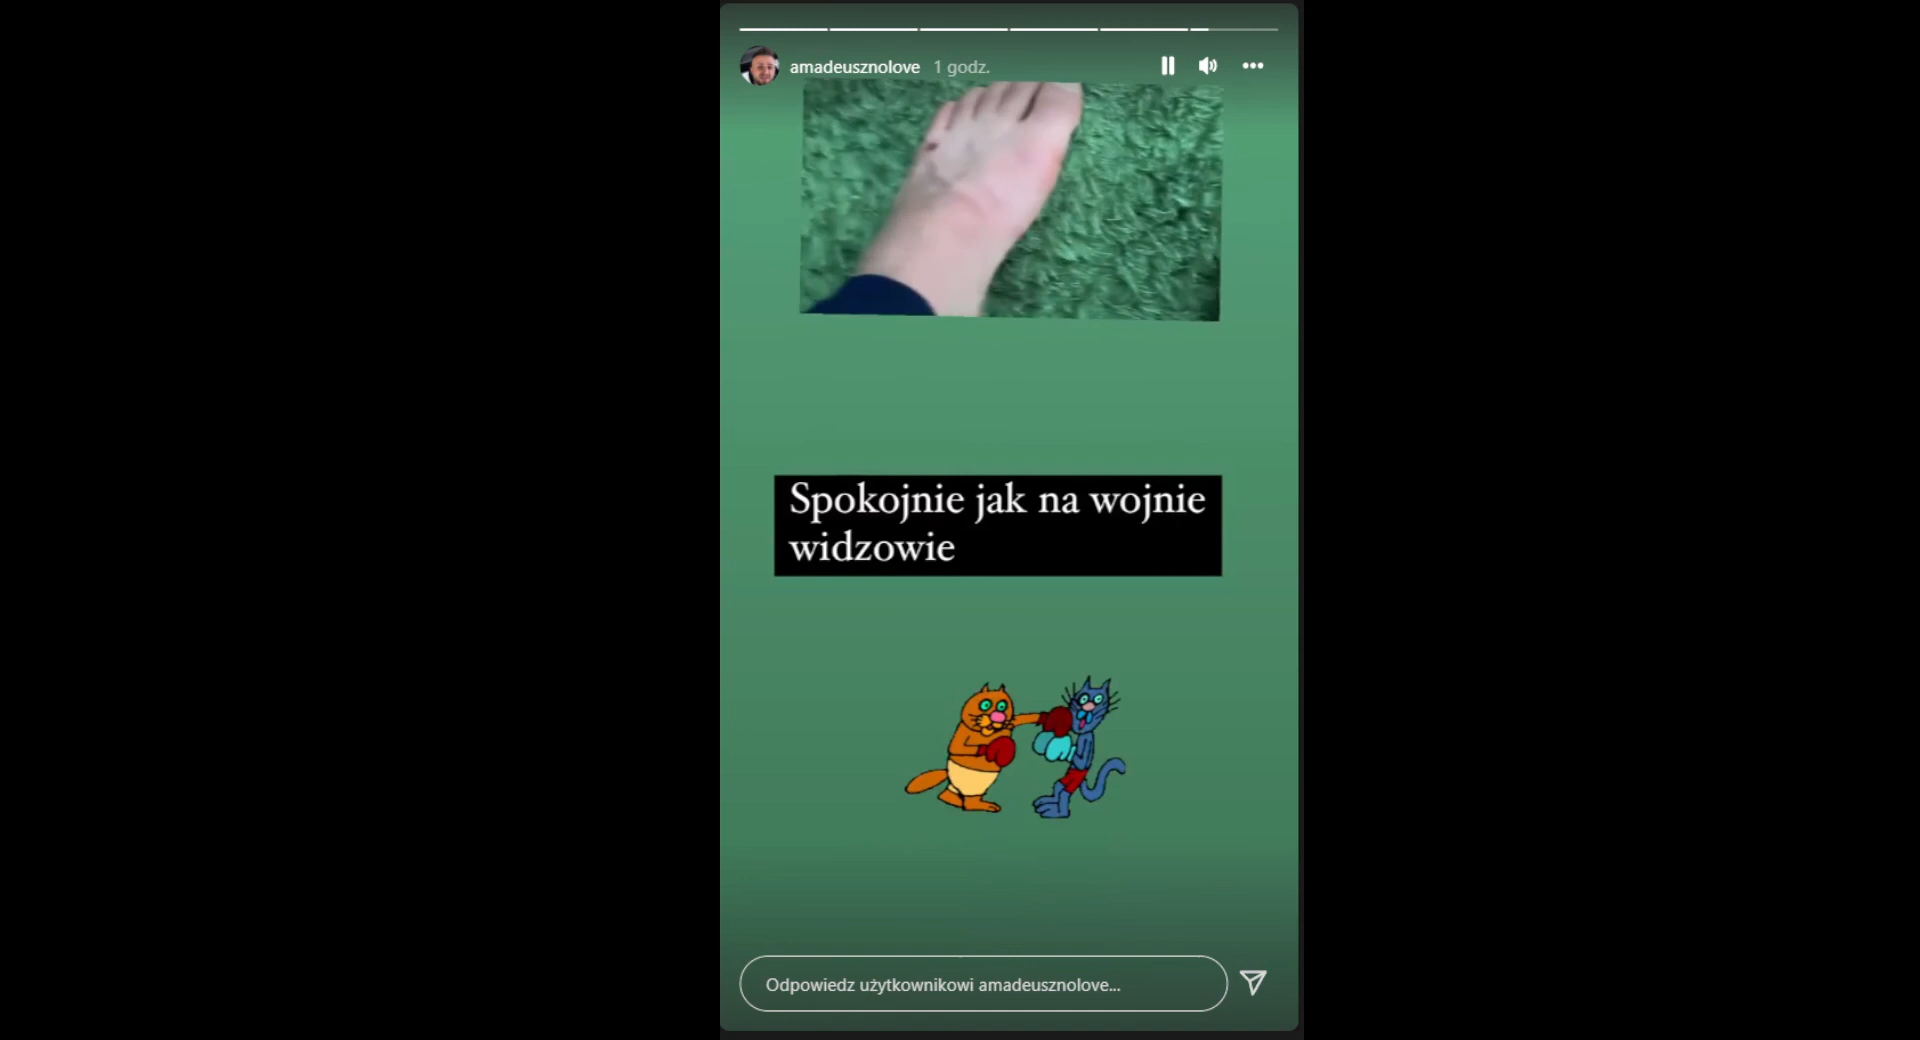 amadeusznolove 1 godz.
Spokojnie jak na wojnie
widzowie
Odpowiedz użytkownikowi amadeusznolove...